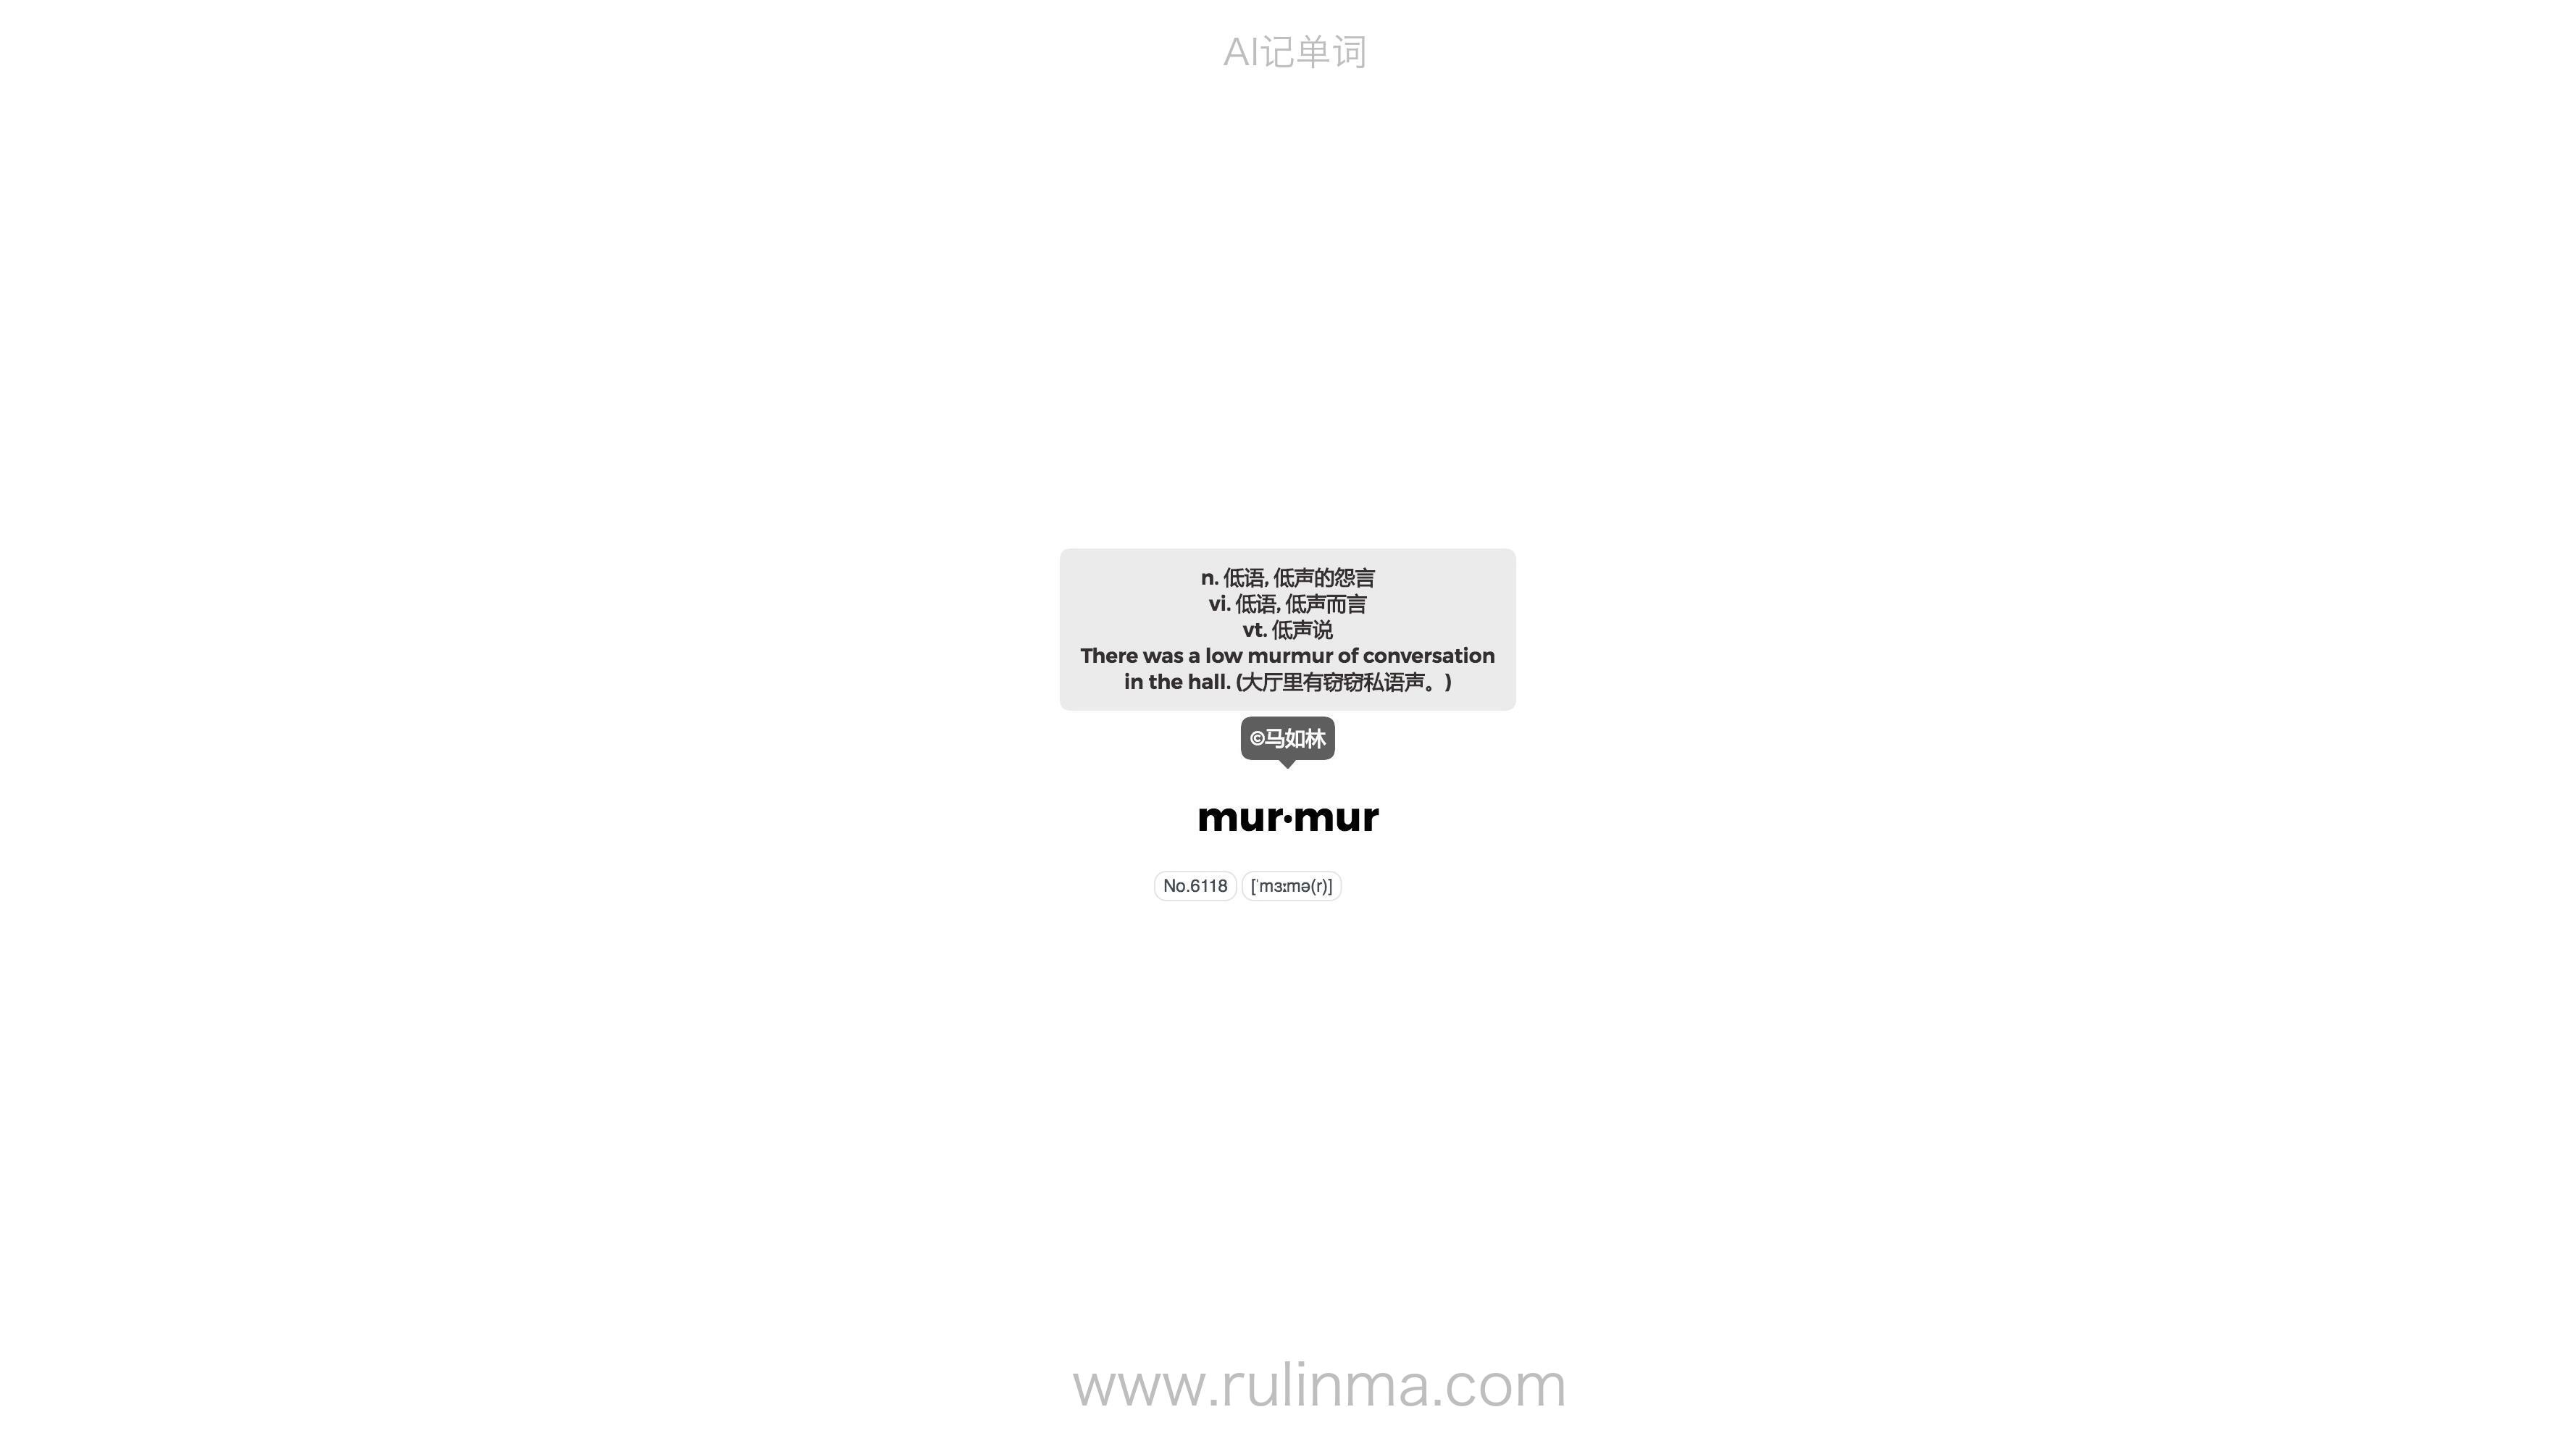 AI记单词
n. 低语, 低声的怨言
vi. 低语, 低声而言
vt. 低声说
There was a low murmur of conversation
in the hall. (大厅里有窃窃私语声。)
©马如林
mur·mur
No.6118 [ˈmɜːmə(r)]
www.rulinma.com